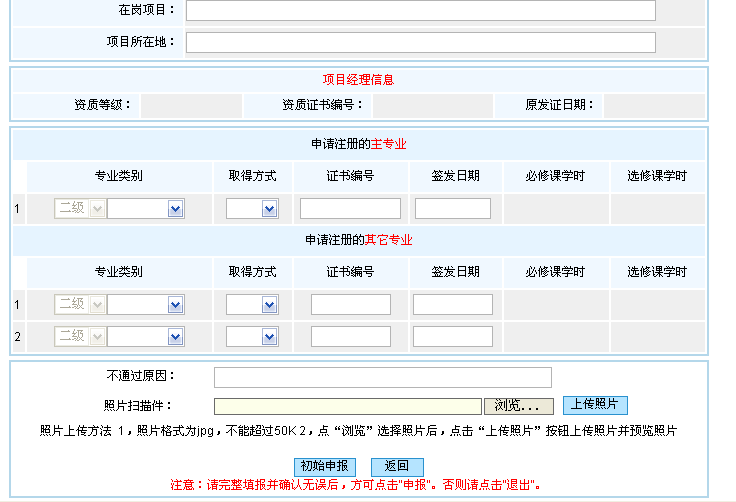 在岗项目：
项目所在地：
项目经理信息
资质等级： 资质证书编号： 原发证日期：
申请注册的主专业
专业类别 取得方式 证书编号 签发日期 必修课学时 选修课学时
1 二级
申请注册的其它专业
专业类别 取得方式 证书编号 签发日期 必修课学时 选修课学时
1 二级
2 二级
不通过原因：
照片扫描件： 浏览... 上传照片
照片上传方法 1，照片格式为jpg，不能超过50K 2，点“浏览”选择照片后，点击“上传照片”按钮上传照片并预览照片
初始申报 返回
注意：请完整填报并确认无误后，方可点击"申报"。否则请点击"退出"。